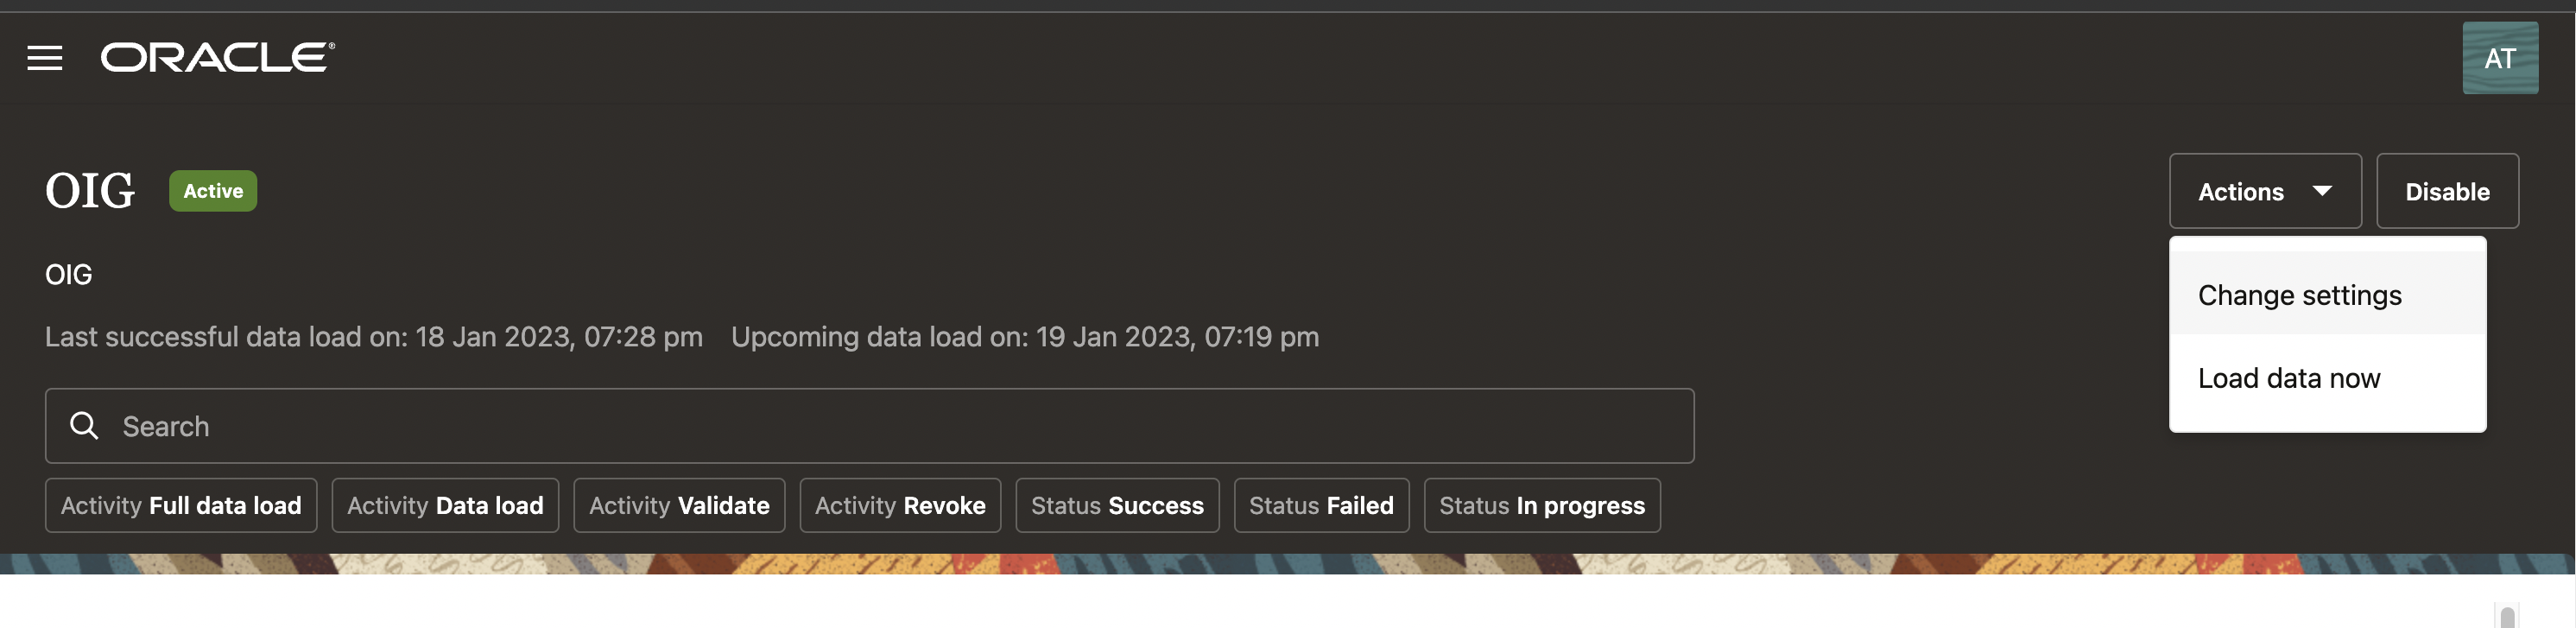 ORACLE®
AT
OIG Active
Actions Disable
OIG
Change settings
Last successful data load on: 18 Jan 2023, 07:28 pm Upcoming data load on: 19 Jan 2023, 07:19 pm
Load data now
Search
Activity Full data load Activity Data load Activity Validate Activity Revoke Status Success Status Failed Status In progress